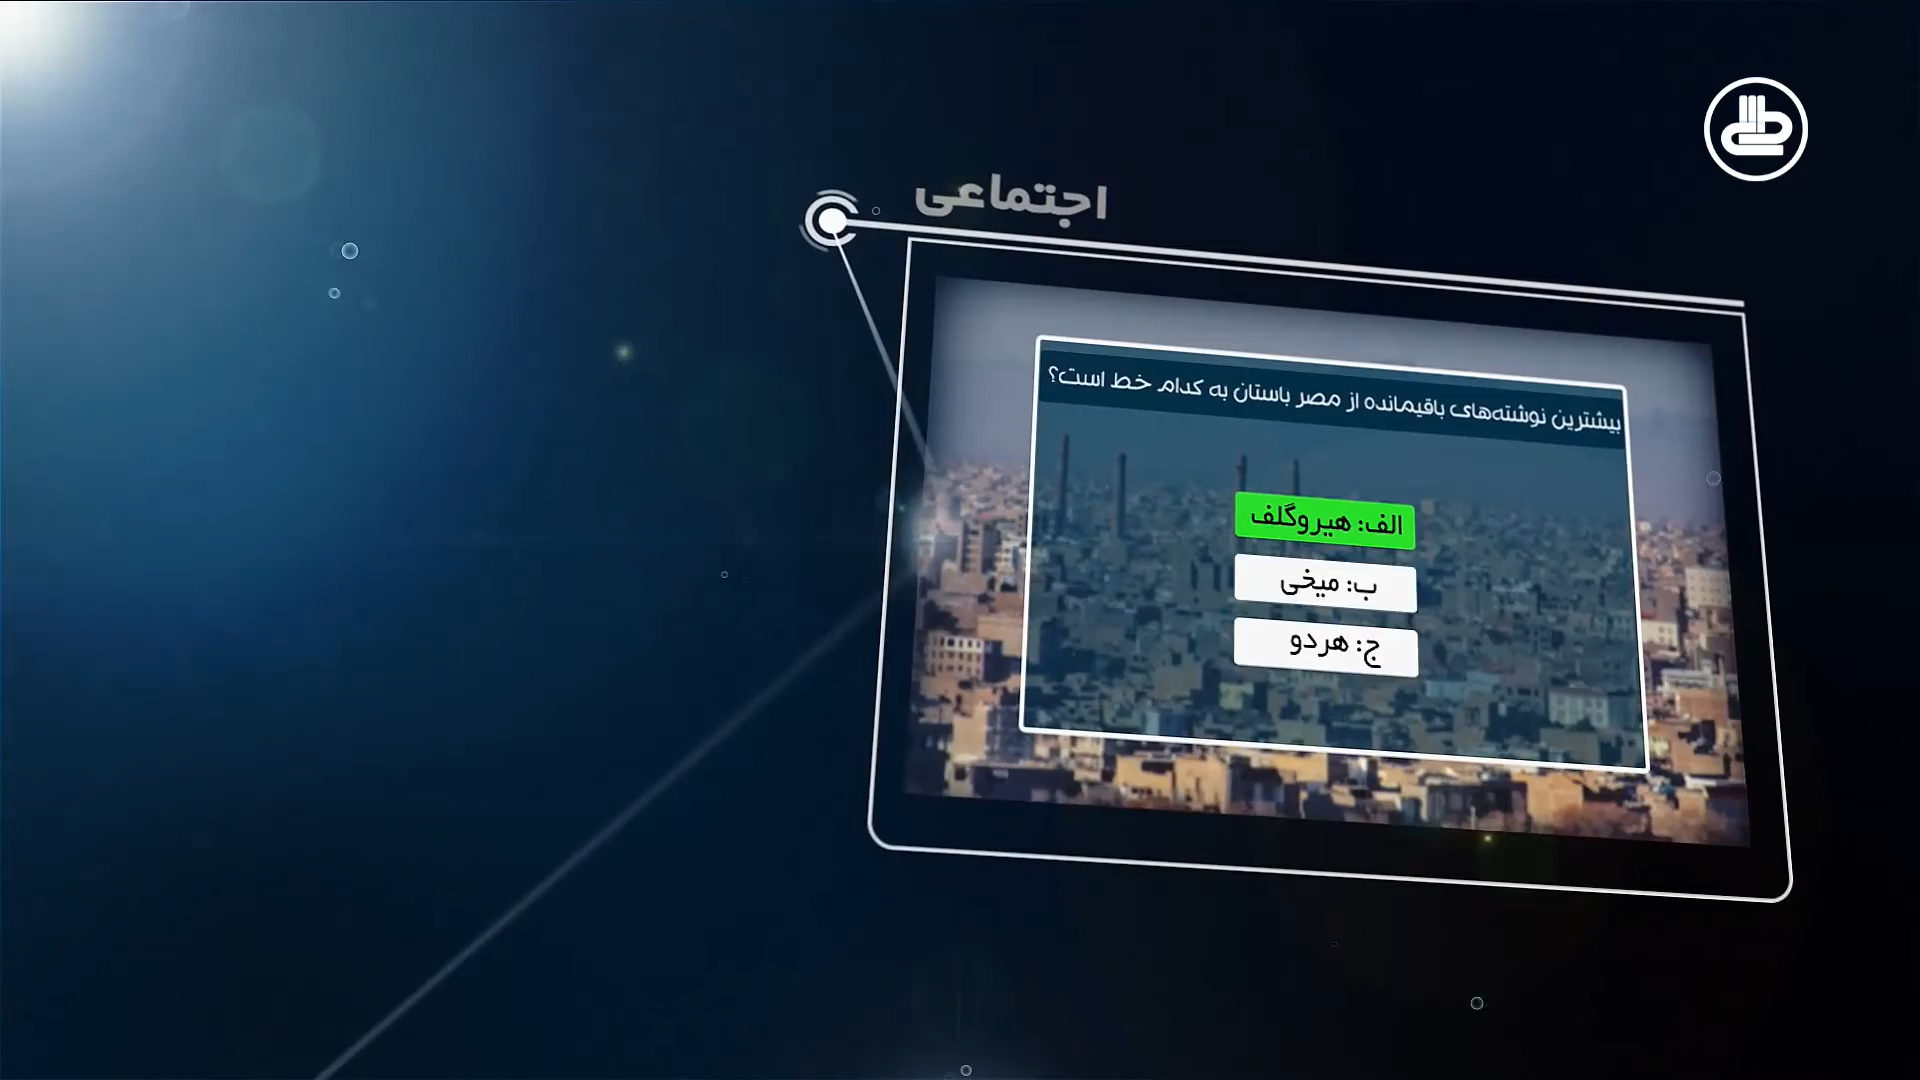 اجتماعی
بیشترین نوشته‌های باقیمانده از مصر باستان به کدام خط است؟
الف: هیروگلف
ب: میخی
ج: هردو